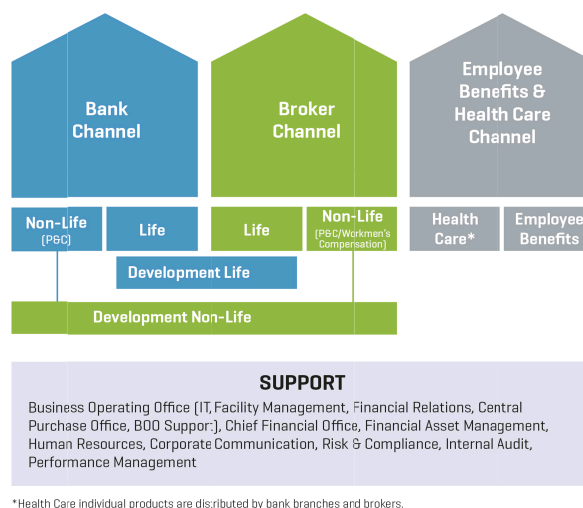 Bank
Channel
Broker
Channel
Employee
Benefits &
Health Care
Channel
Non-Life
(P&C)
Life
Life
Non-Life
(P&C/Workmen's
Compensation)
Health
Care*
Employee
Benefits
Development Life
Development Non-Life
SUPPORT
Business Operating Office (IT, Facility Management, Financial Relations, Central
Purchase Office, BOO Support), Chief Financial Office, Financial Asset Management,
Human Resources, Corporate Communication, Risk & Compliance, Internal Audit,
Performance Management
*Health Care individual products are distributed by bank branches and brokers.